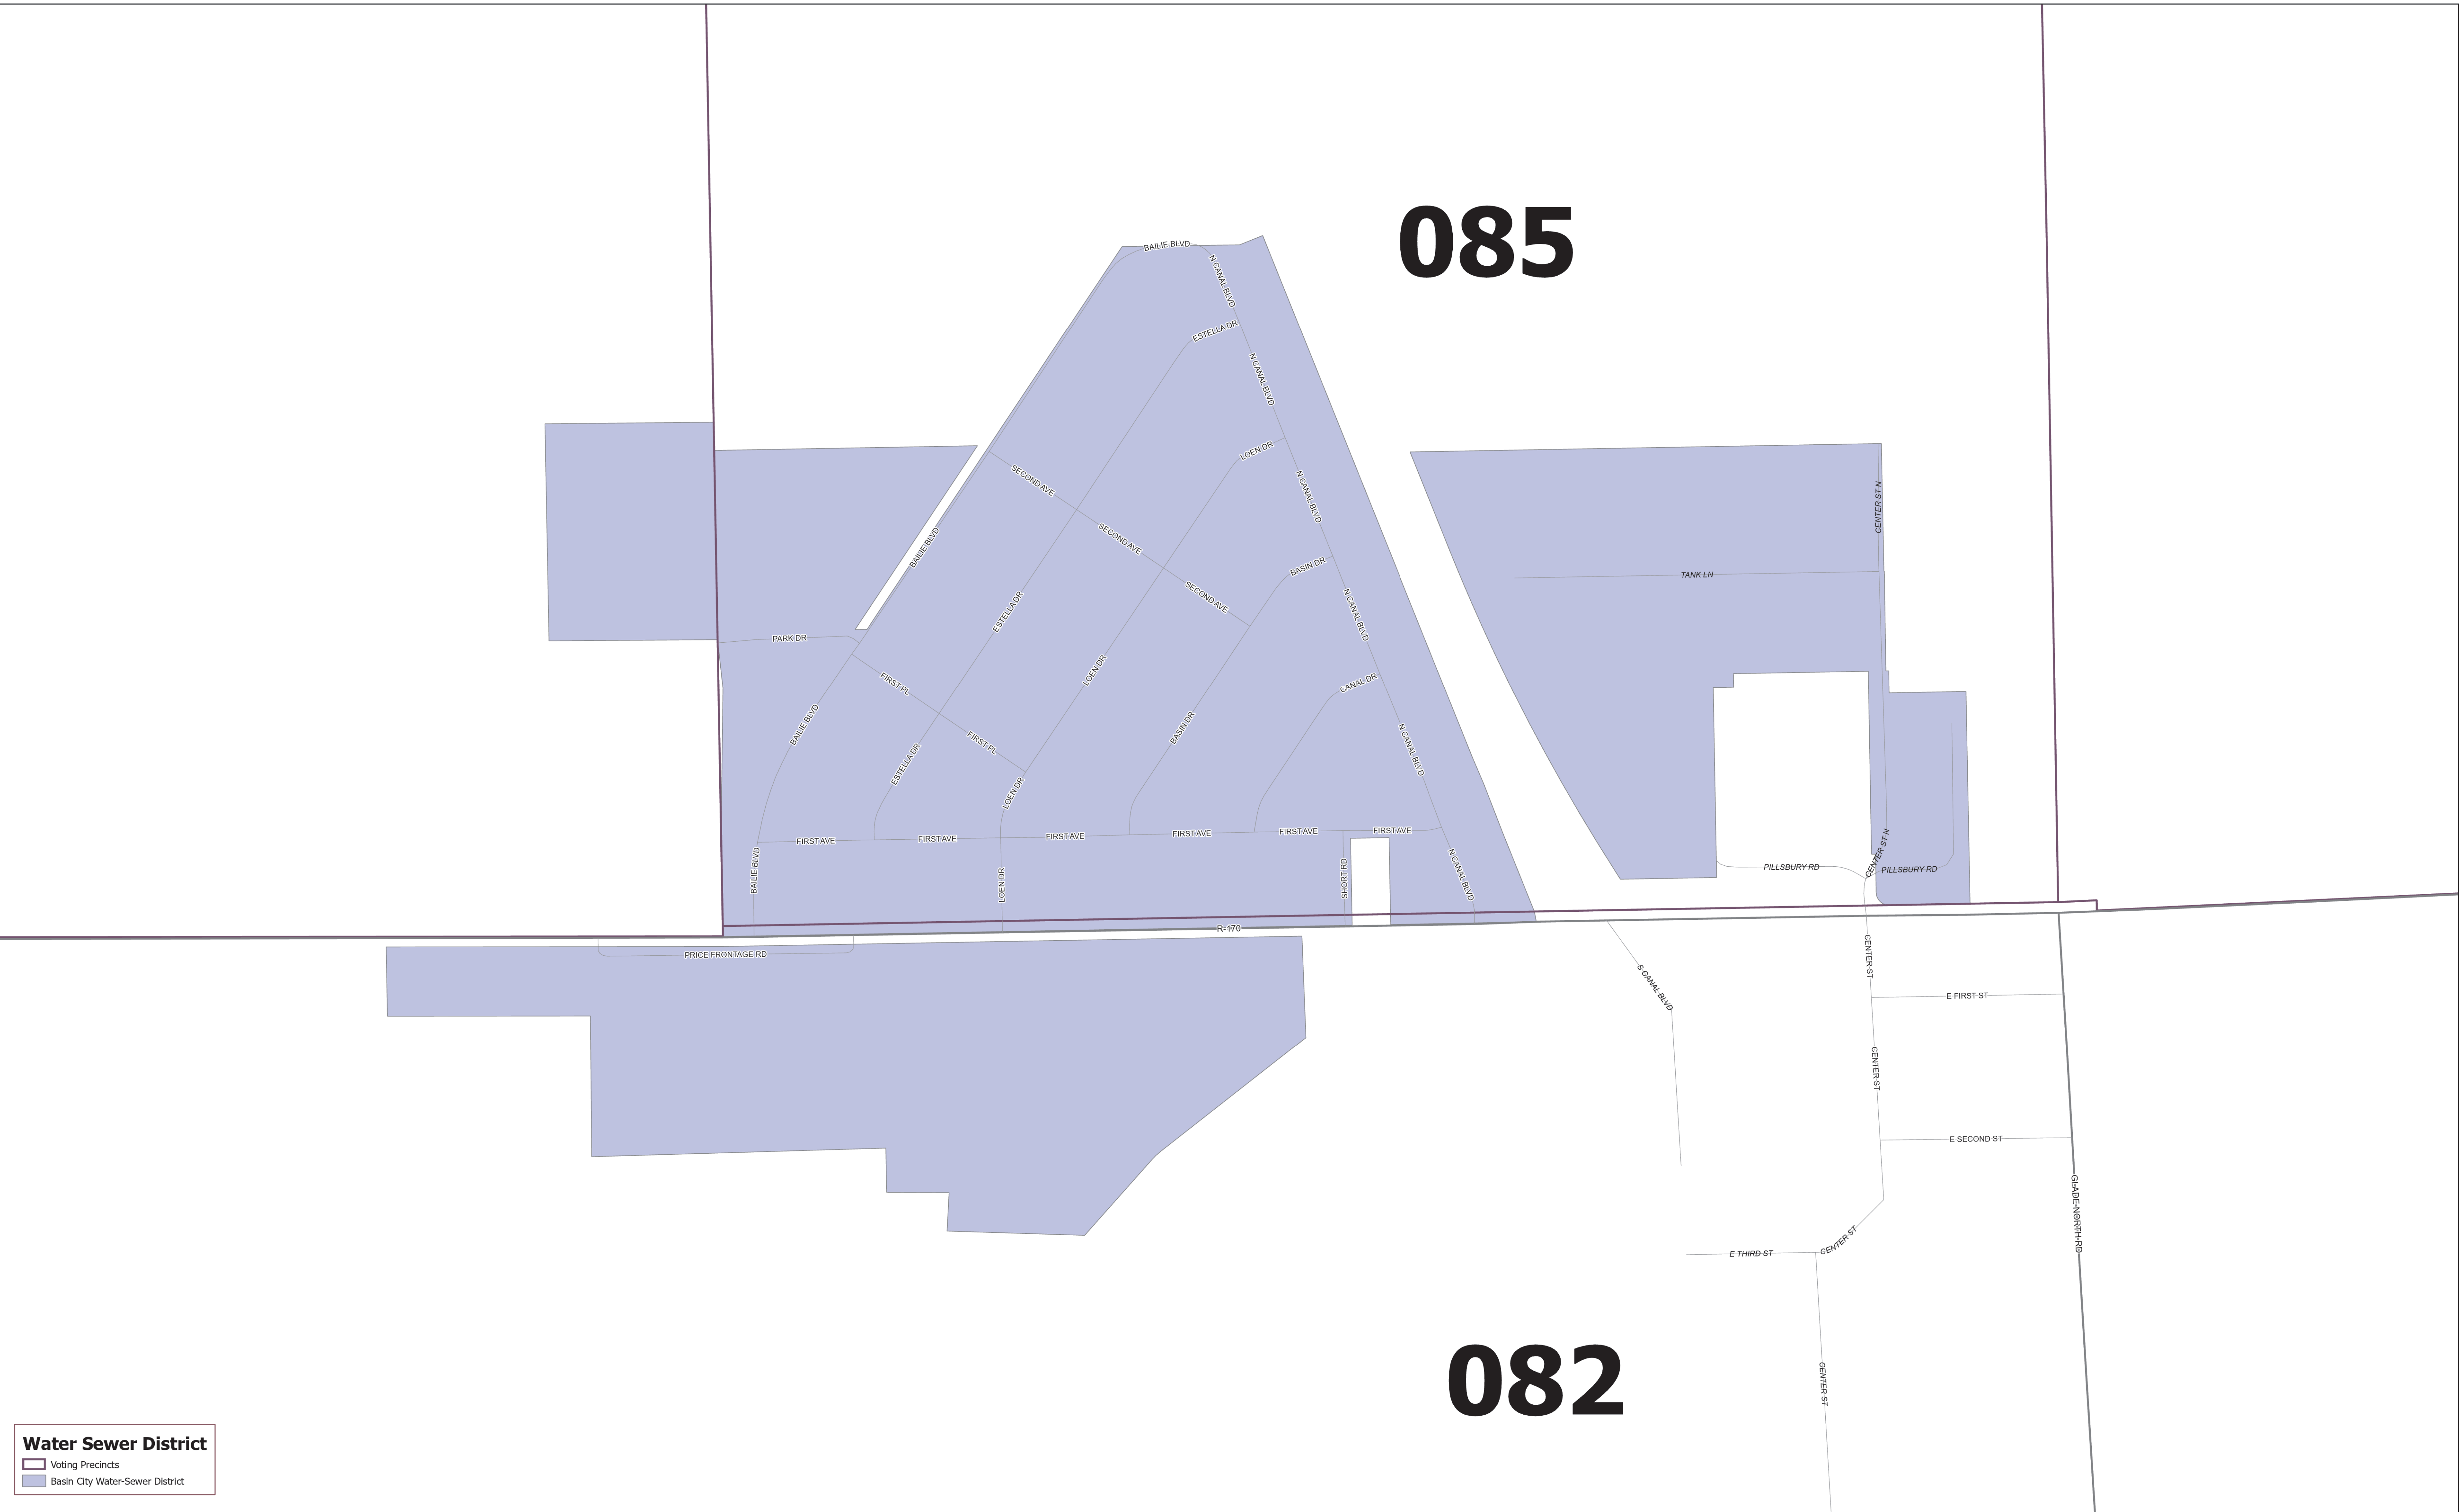 085
BAILIE BLVD
N CANAL BLVD
ESTELLA DR
N CANAL BLVD
LOEN DR
SECOND AVE
N CANAL BLVD
CENTER ST N
SECOND AVE
BAILIE BLVD
BASIN DR
TANK LN
SECOND AVE
ESTELLA DR
N CANAL BLVD
PARK DR
FIRST PL
LOEN DR
CANAL DR
BAILIE BLVD
BASIN DR
FIRST PL
N CANAL BLVD
ESTELLA DR
LOEN DR
FIRST AVE
FIRST AVE
FIRST AVE
FIRST AVE
FIRST AVE
FIRST AVE
CENTER ST N
PILLSBURY RD
PILLSBURY RD
BAILIE BLVD
LOEN DR
SHORT RD
N CANAL BLVD
R-170
PRICE FRONTAGE RD
CENTER ST
S CANAL BLVD
E FIRST ST
CENTER ST
E SECOND ST
GLADE-NORTH RD
CENTER ST
E THIRD ST
082
CENTER ST
Water Sewer District
Voting Precincts
Basin City Water-Sewer District